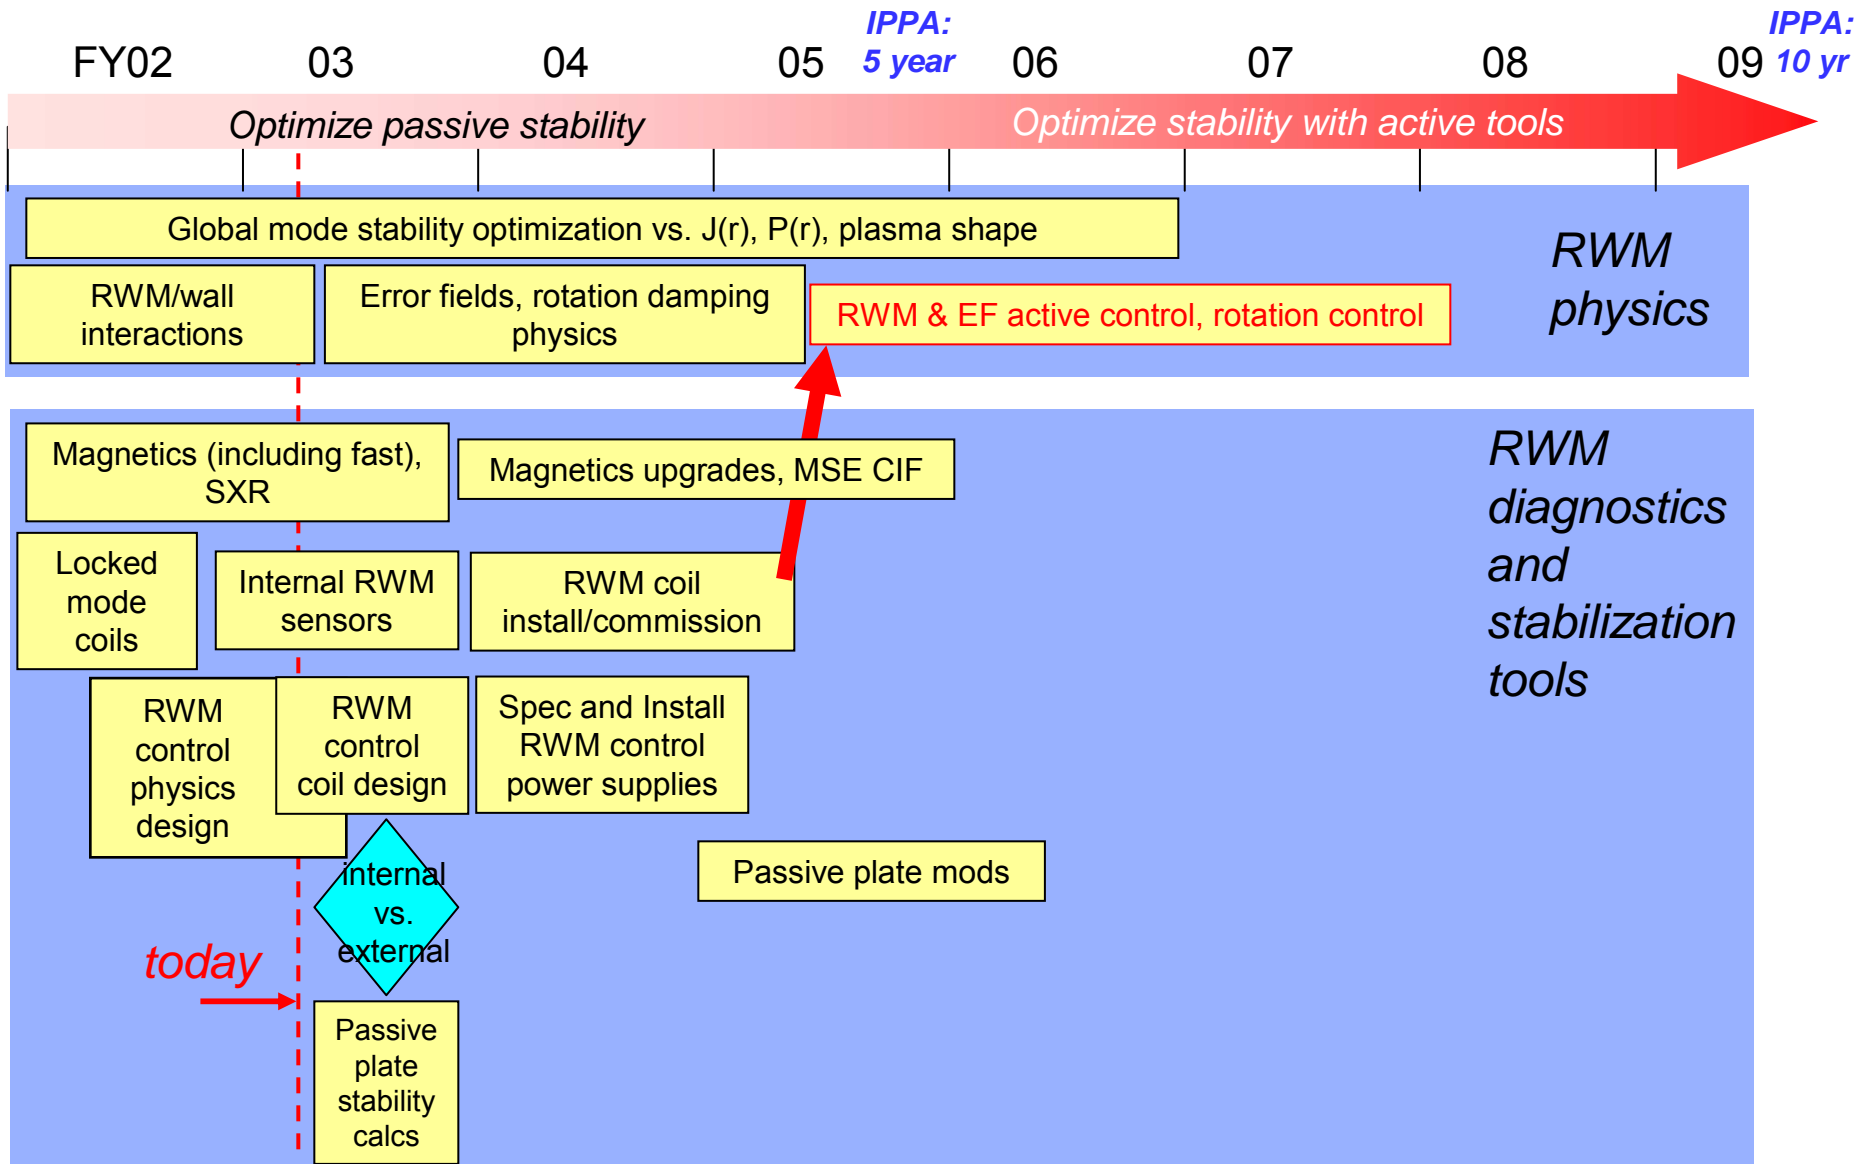 IPPA:
5 year
IPPA:
10 yr
FY02 03 04 05 06 07 08 09
Optimize passive stability
Optimize stability with active tools
Global mode stability optimization vs. J(r), P(r), plasma shape
RWM/wall
interactions
Error fields, rotation damping
physics
RWM & EF active control, rotation control
RWM
physics
Magnetics (including fast),
SXR
Magnetics upgrades, MSE CIF
RWM
diagnostics
and
stabilization
tools
Locked
mode
coils
Internal RWM
sensors
RWM coil
install/commission
RWM
control
physics
design
RWM
control
coil design
Spec and Install
RWM control
power supplies
Passive plate mods
internal
vs.
external
today
Passive
plate
stability
calcs